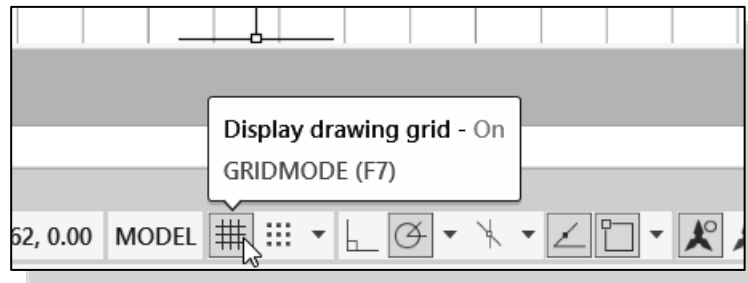 Display drawing grid - On
GRIDMODE (F7)
62, 0.00 MODEL